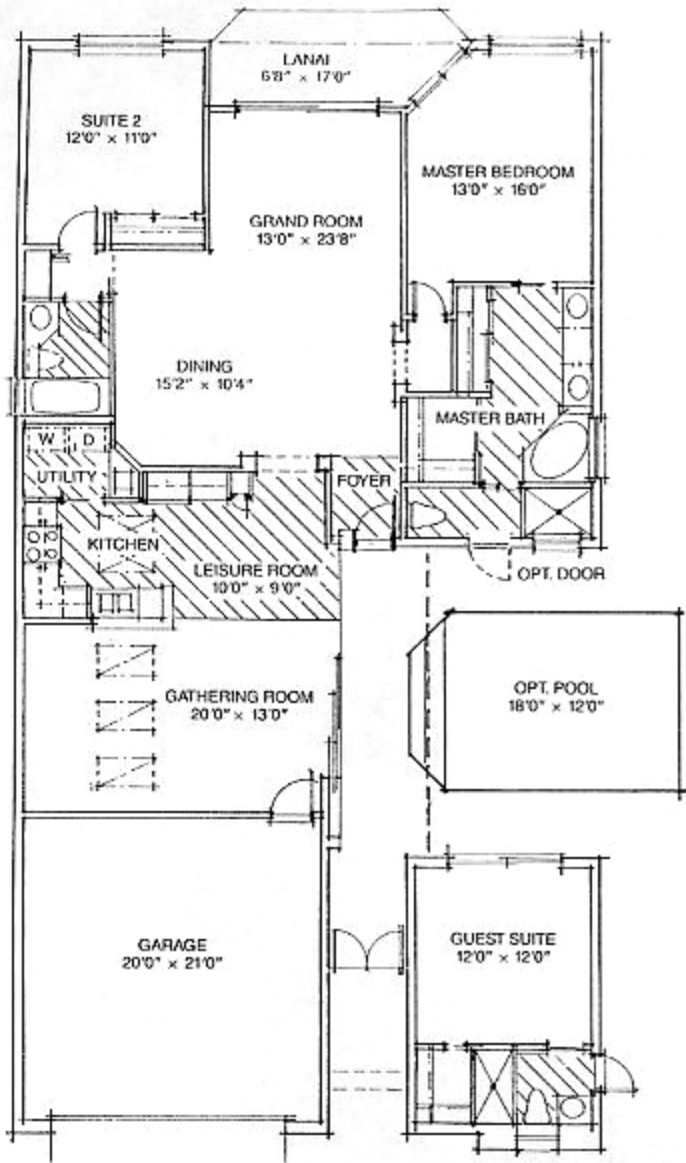 LANAI
6'8" × 17'0"
SUITE 2
12'0" × 11'0"
MASTER BEDROOM
13'0" × 16'0"
GRAND ROOM
13'0" × 23'8"
DINING
15'2" × 10'4"
MASTER BATH
W D
UTILITY
FOYER
KITCHEN
LEISURE ROOM
10'0" × 9'0"
OPT. DOOR
GATHERING ROOM
20'0" × 13'0"
OPT. POOL
18'0" × 12'0"
GARAGE
20'0" × 21'0"
GUEST SUITE
12'0" × 12'0"